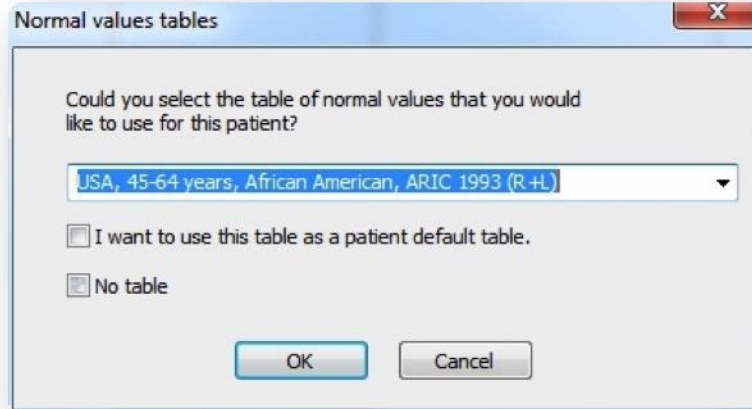 Normal values tables
X
Could you select the table of normal values that you would
like to use for this patient?
USA, 45-64 years, African American, ARIC 1993 (R+L)
I want to use this table as a patient default table.
No table
OK
Cancel